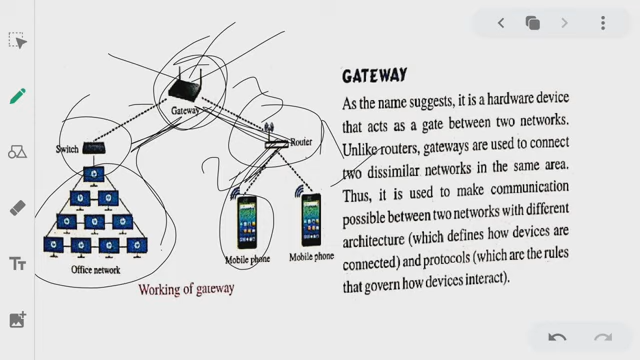 Gateway
Switch
Router
Office network
Mobile phone
Mobile phone
Working of gateway
GATEWAY
As the name suggests, it is a hardware device
that acts as a gate between two networks.
Unlike routers, gateways are used to connect
two dissimilar networks in the same area.
Thus, it is used to make communication
possible between two networks with different
architecture (which defines how devices are
connected) and protocols (which are the rules
that govern how devices interact).